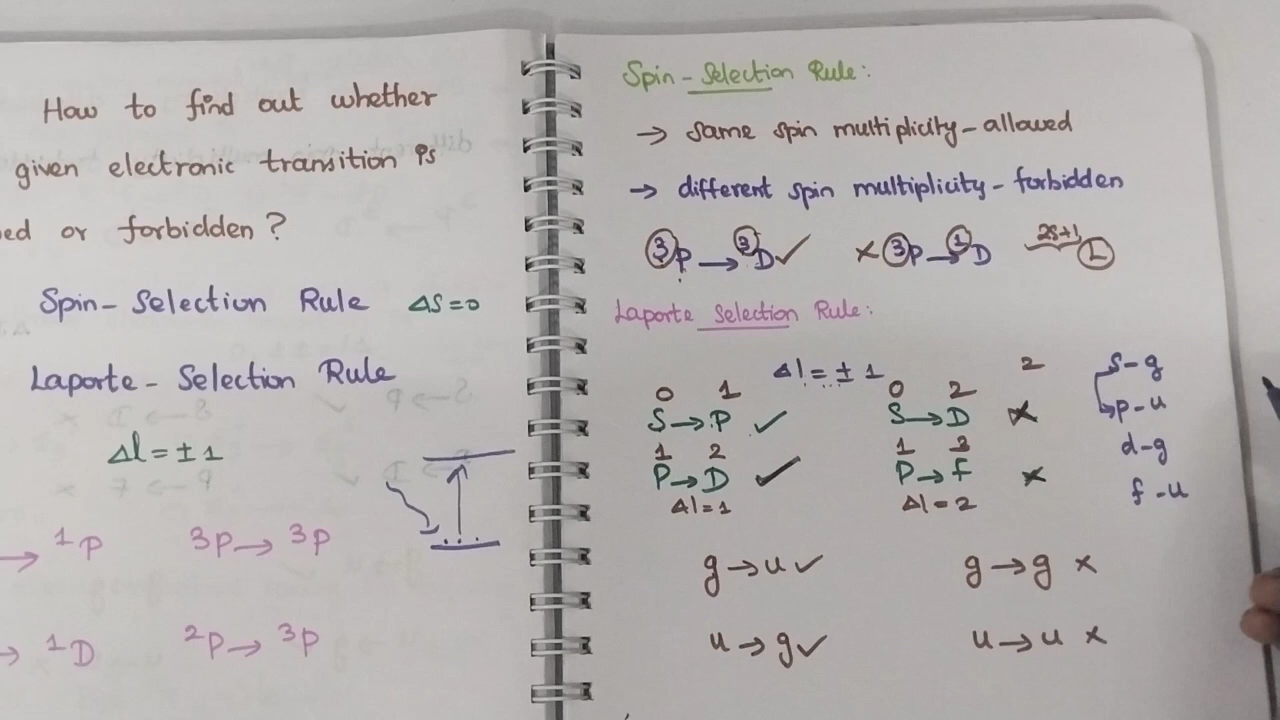 How to find out whether
given electronic transition is
ed or forbidden ?
Spin - Selection Rule ΔS=0
Laporte - Selection Rule
Δl = ± 1
→ ¹P ³P → ³P
→ ¹D ²P → ³P
Spin - Selection Rule :
→ same spin multiplicity - allowed
→ different spin multiplicity - forbidden
³P → ³D ✓ × ³P → ¹D 2S+1 L
Laporte Selection Rule :
Δl = ± 1
0 1 0 2 2 s-g
S → P ✓ S → D × p-u
1 2 1 3 d-g
P → D ✓ P → f × f-u
Δl=1 Δl=2
g → u ✓ g → g ×
u → g ✓ u → u ×